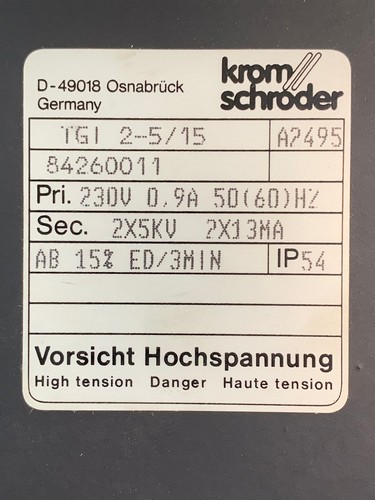 D-49018 Osnabrück
Germany
krom schroder
TGI 2-5/15 A2495
84260011
Pri. 230V 0,9A 50(60)HZ
Sec. 2X5KV 2X13MA
AB 15% ED/3MIN IP54
Vorsicht Hochspannung
High tension Danger Haute tension